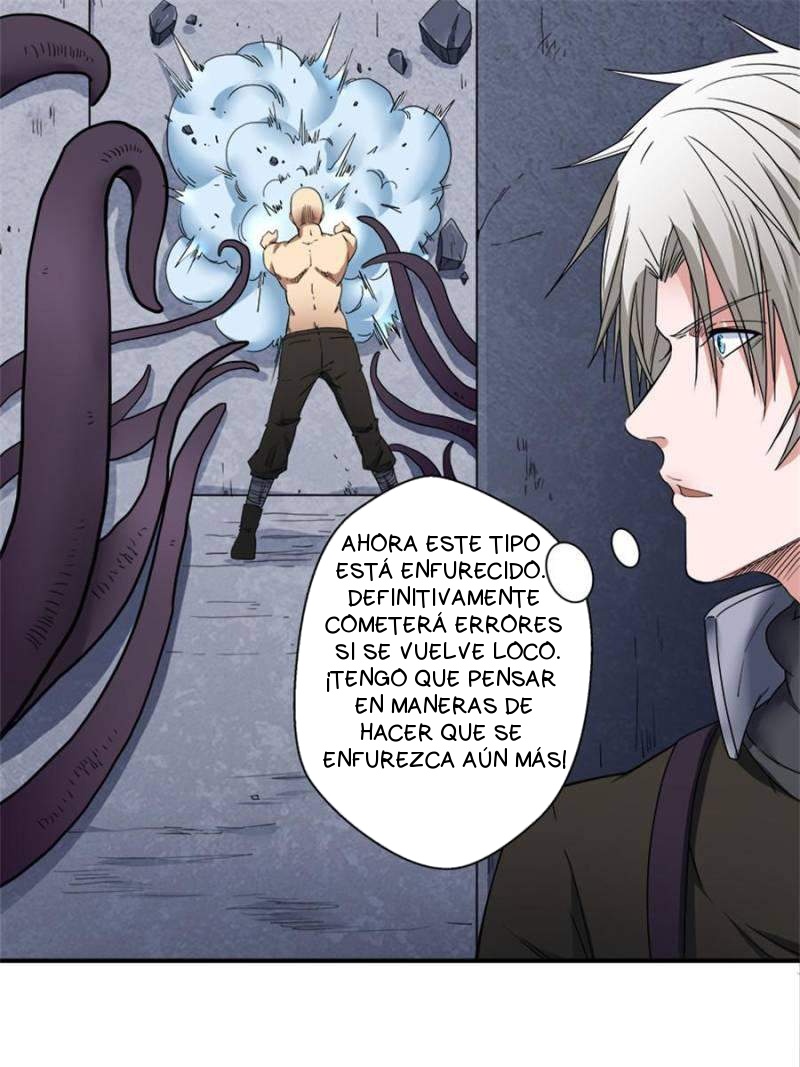 AHORA ESTE TIPO
ESTÁ ENFURECIDO.
DEFINITIVAMENTE
COMETERÁ ERRORES
SI SE VUELVE LOCO.
¡TENGO QUE PENSAR
EN MANERAS DE
HACER QUE SE
ENFUREZCA AÚN MÁS!